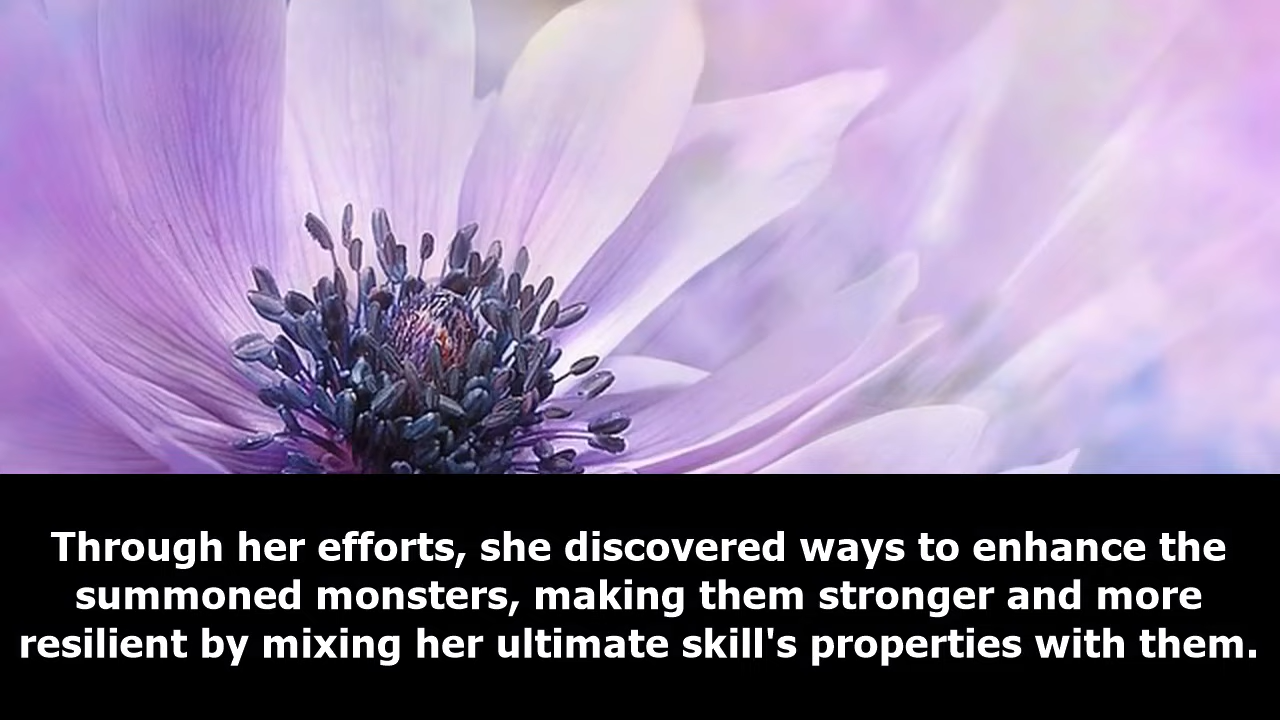 Through her efforts, she discovered ways to enhance the
summoned monsters, making them stronger and more
resilient by mixing her ultimate skill's properties with them.